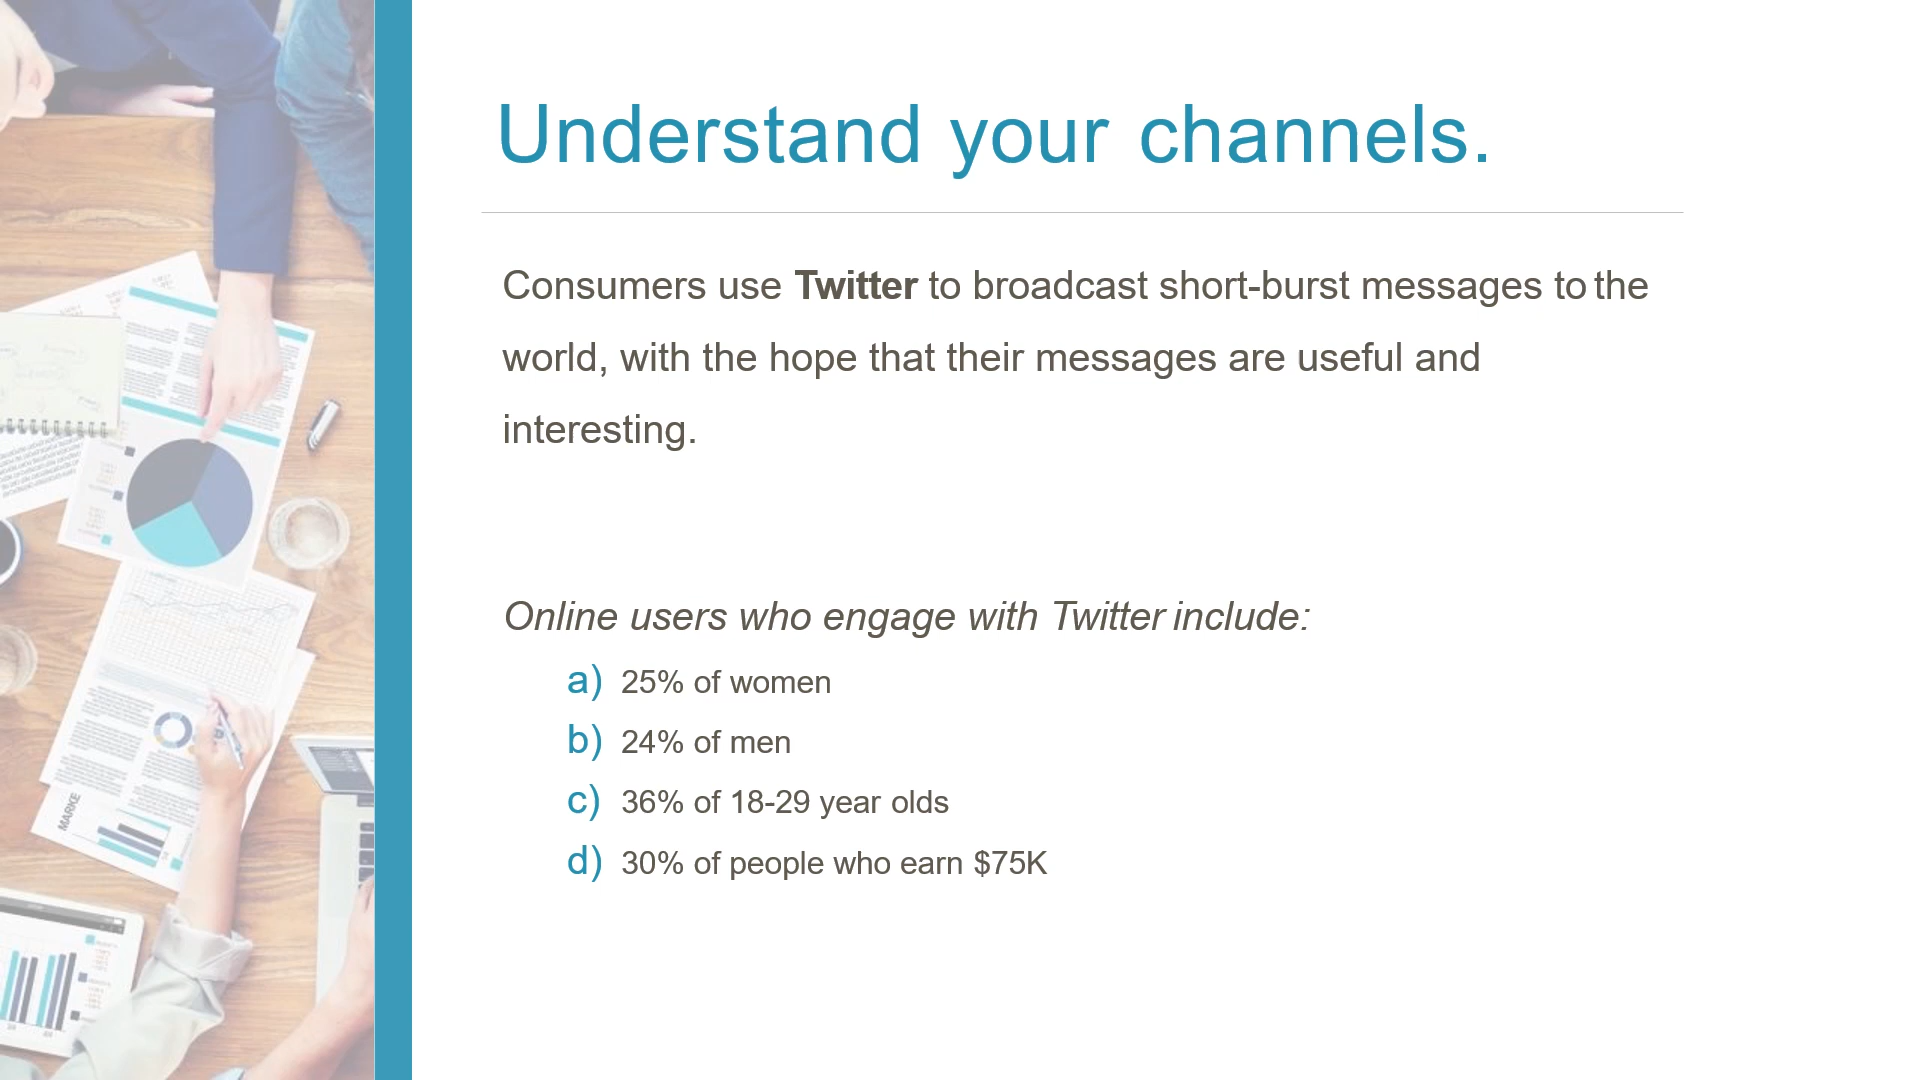 Understand your channels.
Consumers use Twitter to broadcast short-burst messages to the
world, with the hope that their messages are useful and
interesting.
Online users who engage with Twitter include:
a) 25% of women
b) 24% of men
c) 36% of 18-29 year olds
d) 30% of people who earn $75K
MARKE